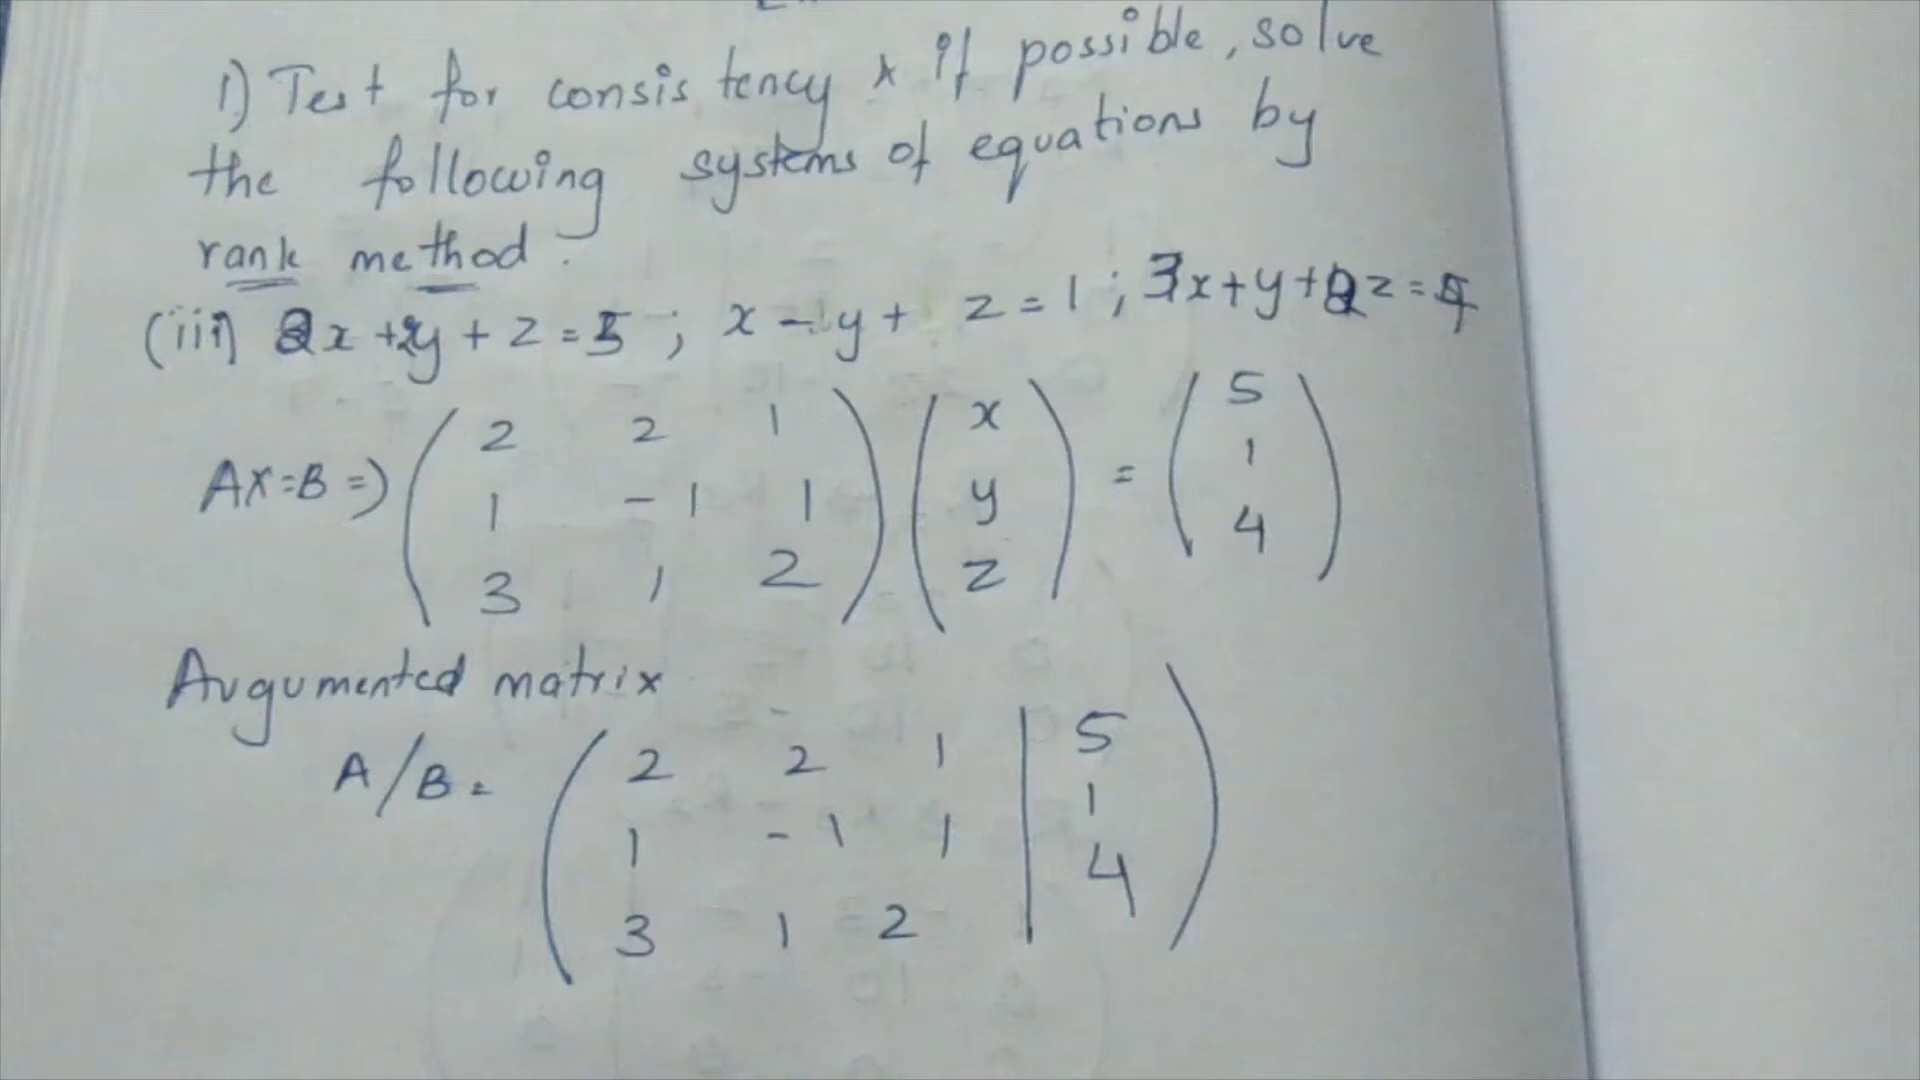 1) Test for consistency & if possible, solve
the following systems of equations by
rank method.
(iii) 2x+2y+z=5; x-y+z=1; 3x+y+2z=4
AX=B=> ( 2 2 1 ) ( x ) = ( 5 )
1 -1 1 y 1
3 1 2 z 4
Augumented matrix
A/B = ( 2 2 1 | 5 )
1 -1 1 | 1
3 1 2 | 4